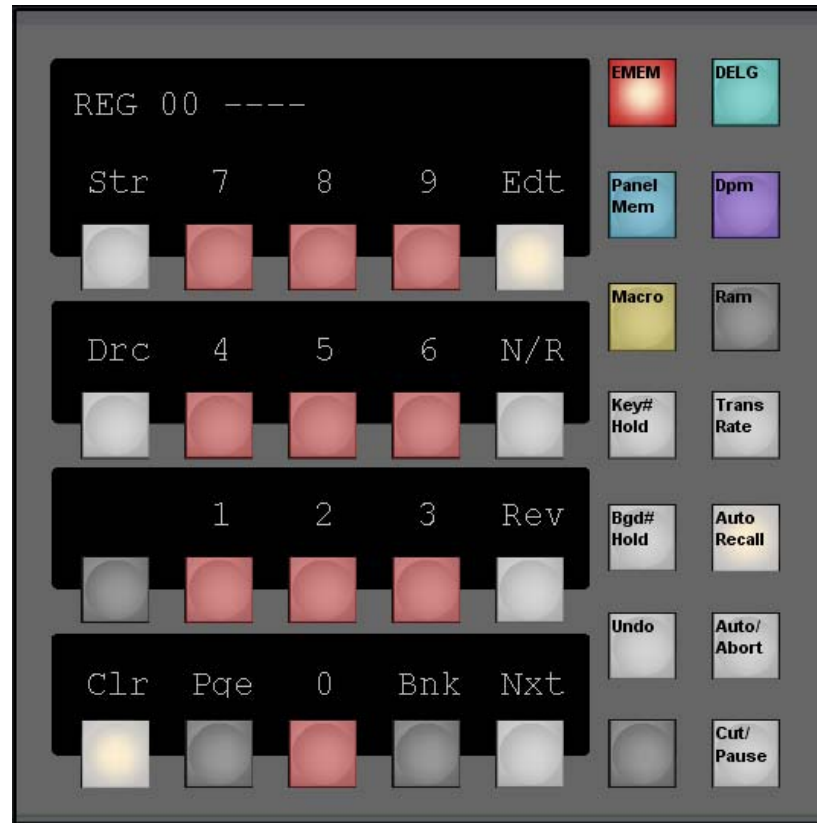 REG 00 ----
Str 7 8 9 Edt
Drc 4 5 6 N/R
1 2 3 Rev
Clr Pge 0 Bnk Nxt
EMEM DELG
Panel
Mem
Dpm
Macro Ram
Key#
Hold
Trans
Rate
Bgd#
Hold
Auto
Recall
Undo
Auto/
Abort
Cut/
Pause